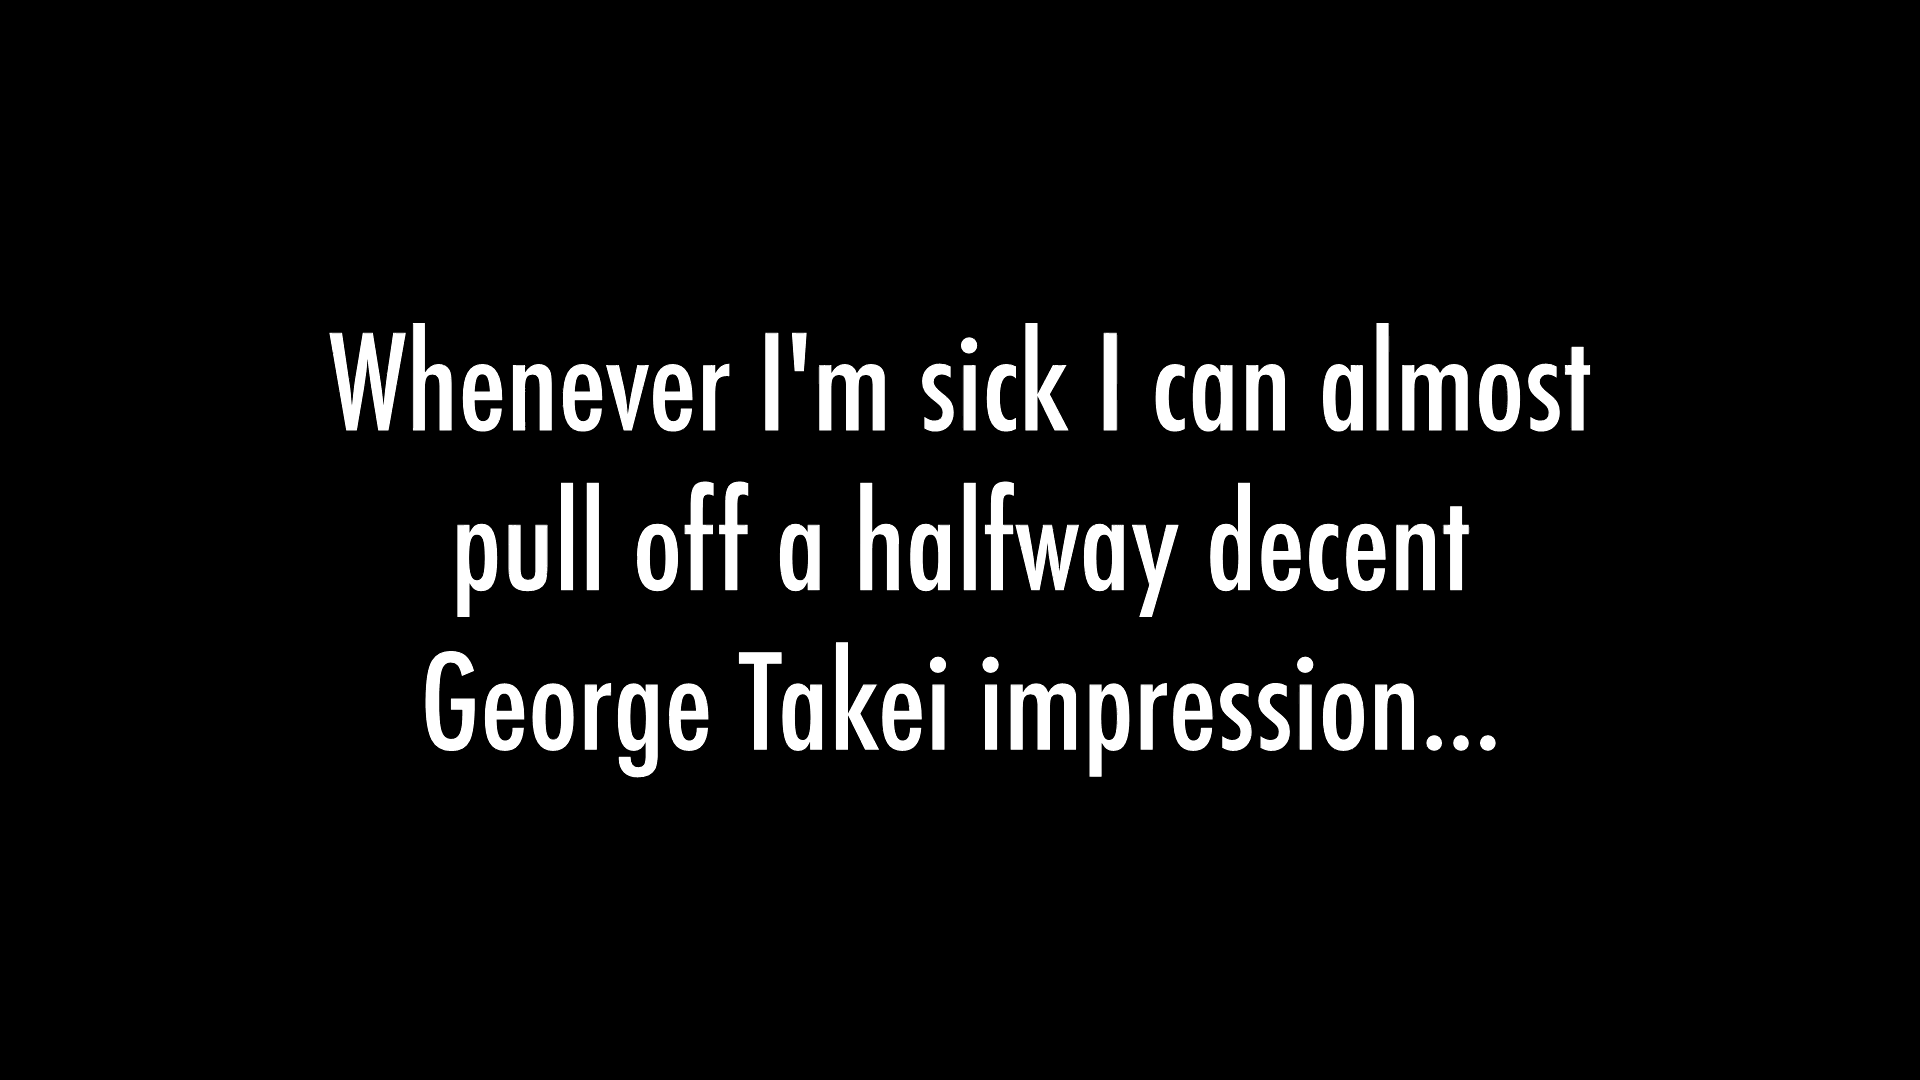 Whenever I'm sick I can almost
pull off a halfway decent
George Takei impression...